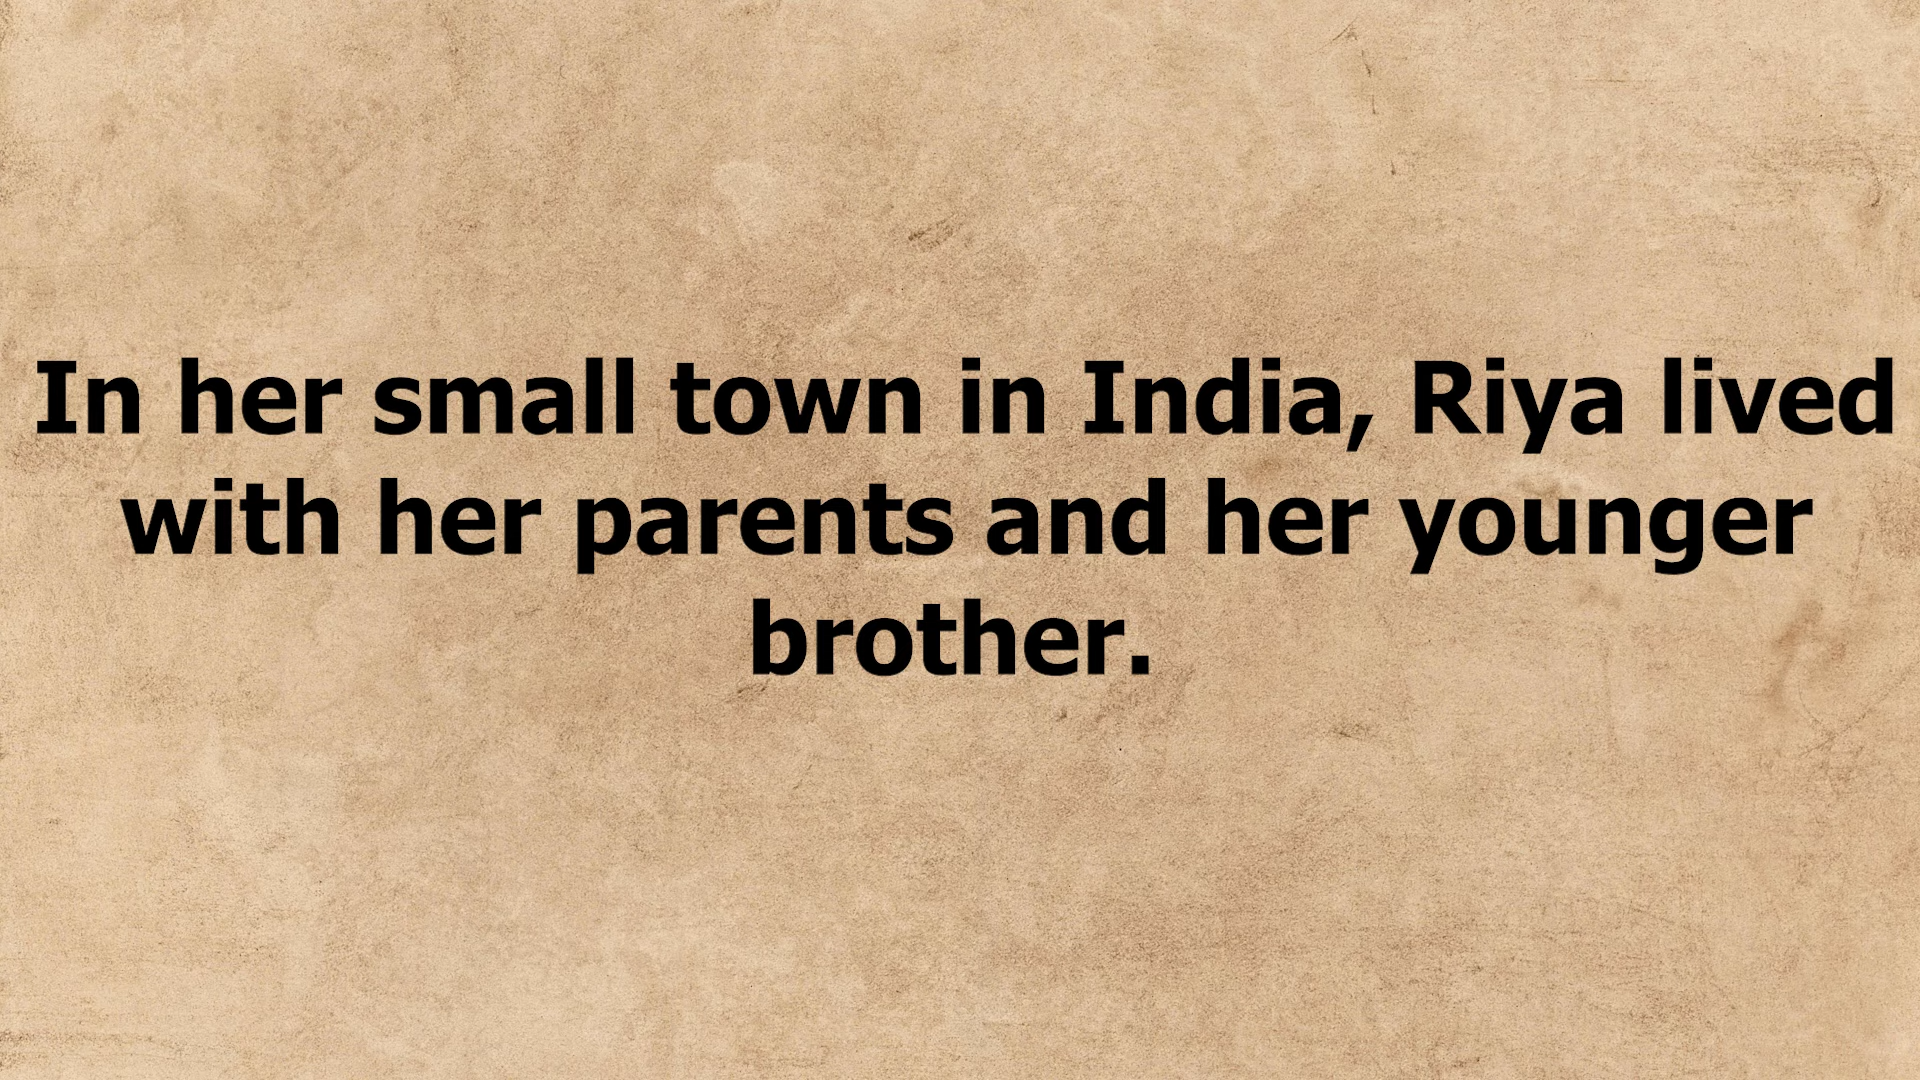 In her small town in India, Riya lived
with her parents and her younger
brother.